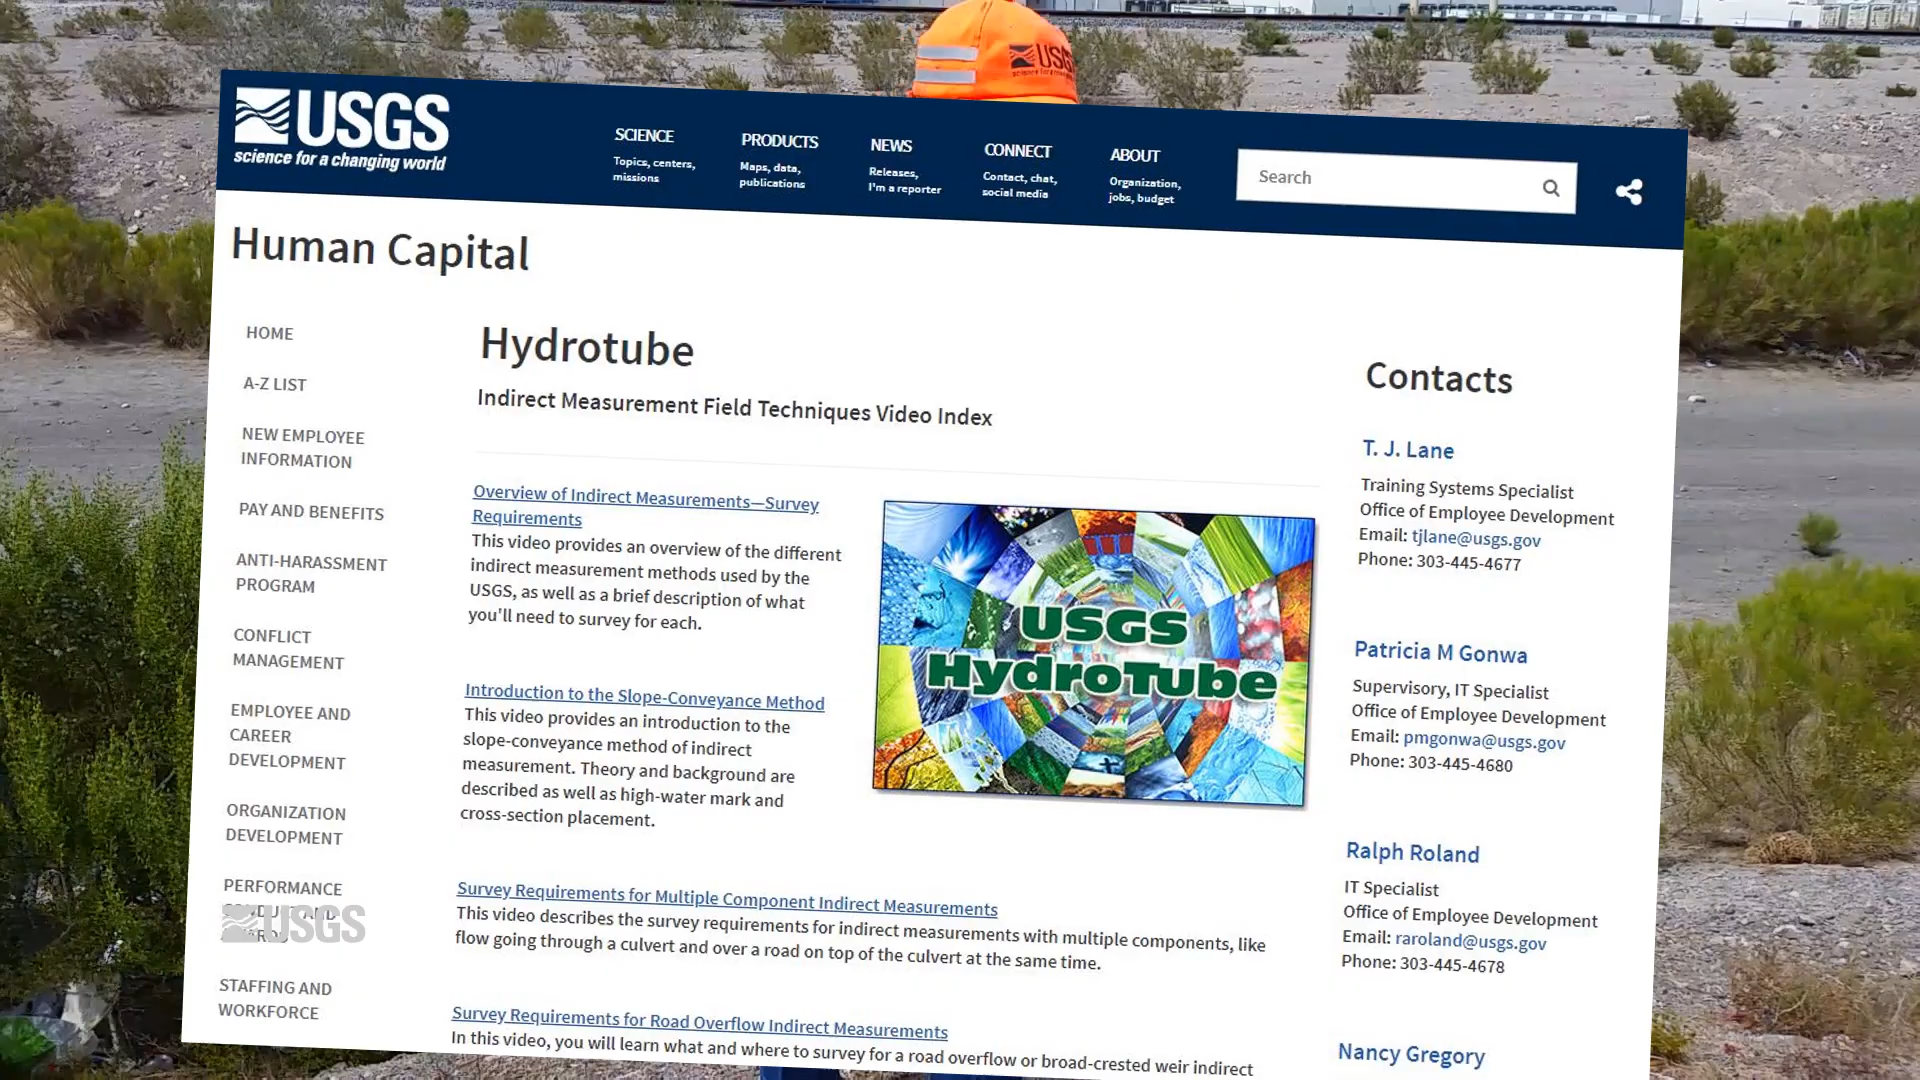 USGS
science for a changing world
USGS
science for a changing world
SCIENCE
Topics, centers,
missions
PRODUCTS
Maps, data,
publications
NEWS
Releases,
I'm a reporter
CONNECT
Contact, chat,
social media
ABOUT
Organization,
jobs, budget
Search
Human Capital
HOME
A-Z LIST
NEW EMPLOYEE
INFORMATION
PAY AND BENEFITS
ANTI-HARASSMENT
PROGRAM
CONFLICT
MANAGEMENT
EMPLOYEE AND
CAREER
DEVELOPMENT
ORGANIZATION
DEVELOPMENT
PERFORMANCE
USGS
STAFFING AND
WORKFORCE
Hydrotube
Indirect Measurement Field Techniques Video Index
Overview of Indirect Measurements—Survey
Requirements
This video provides an overview of the different
indirect measurement methods used by the
USGS, as well as a brief description of what
you'll need to survey for each.
USGS
HydroTube
Introduction to the Slope-Conveyance Method
This video provides an introduction to the
slope-conveyance method of indirect
measurement. Theory and background are
described as well as high-water mark and
cross-section placement.
Survey Requirements for Multiple Component Indirect Measurements
This video describes the survey requirements for indirect measurements with multiple components, like
flow going through a culvert and over a road on top of the culvert at the same time.
Survey Requirements for Road Overflow Indirect Measurements
In this video, you will learn what and where to survey for a road overflow or broad-crested weir indirect
Contacts
T. J. Lane
Training Systems Specialist
Office of Employee Development
Email: tjlane@usgs.gov
Phone: 303-445-4677
Patricia M Gonwa
Supervisory, IT Specialist
Office of Employee Development
Email: pmgonwa@usgs.gov
Phone: 303-445-4680
Ralph Roland
IT Specialist
Office of Employee Development
Email: raroland@usgs.gov
Phone: 303-445-4678
Nancy Gregory